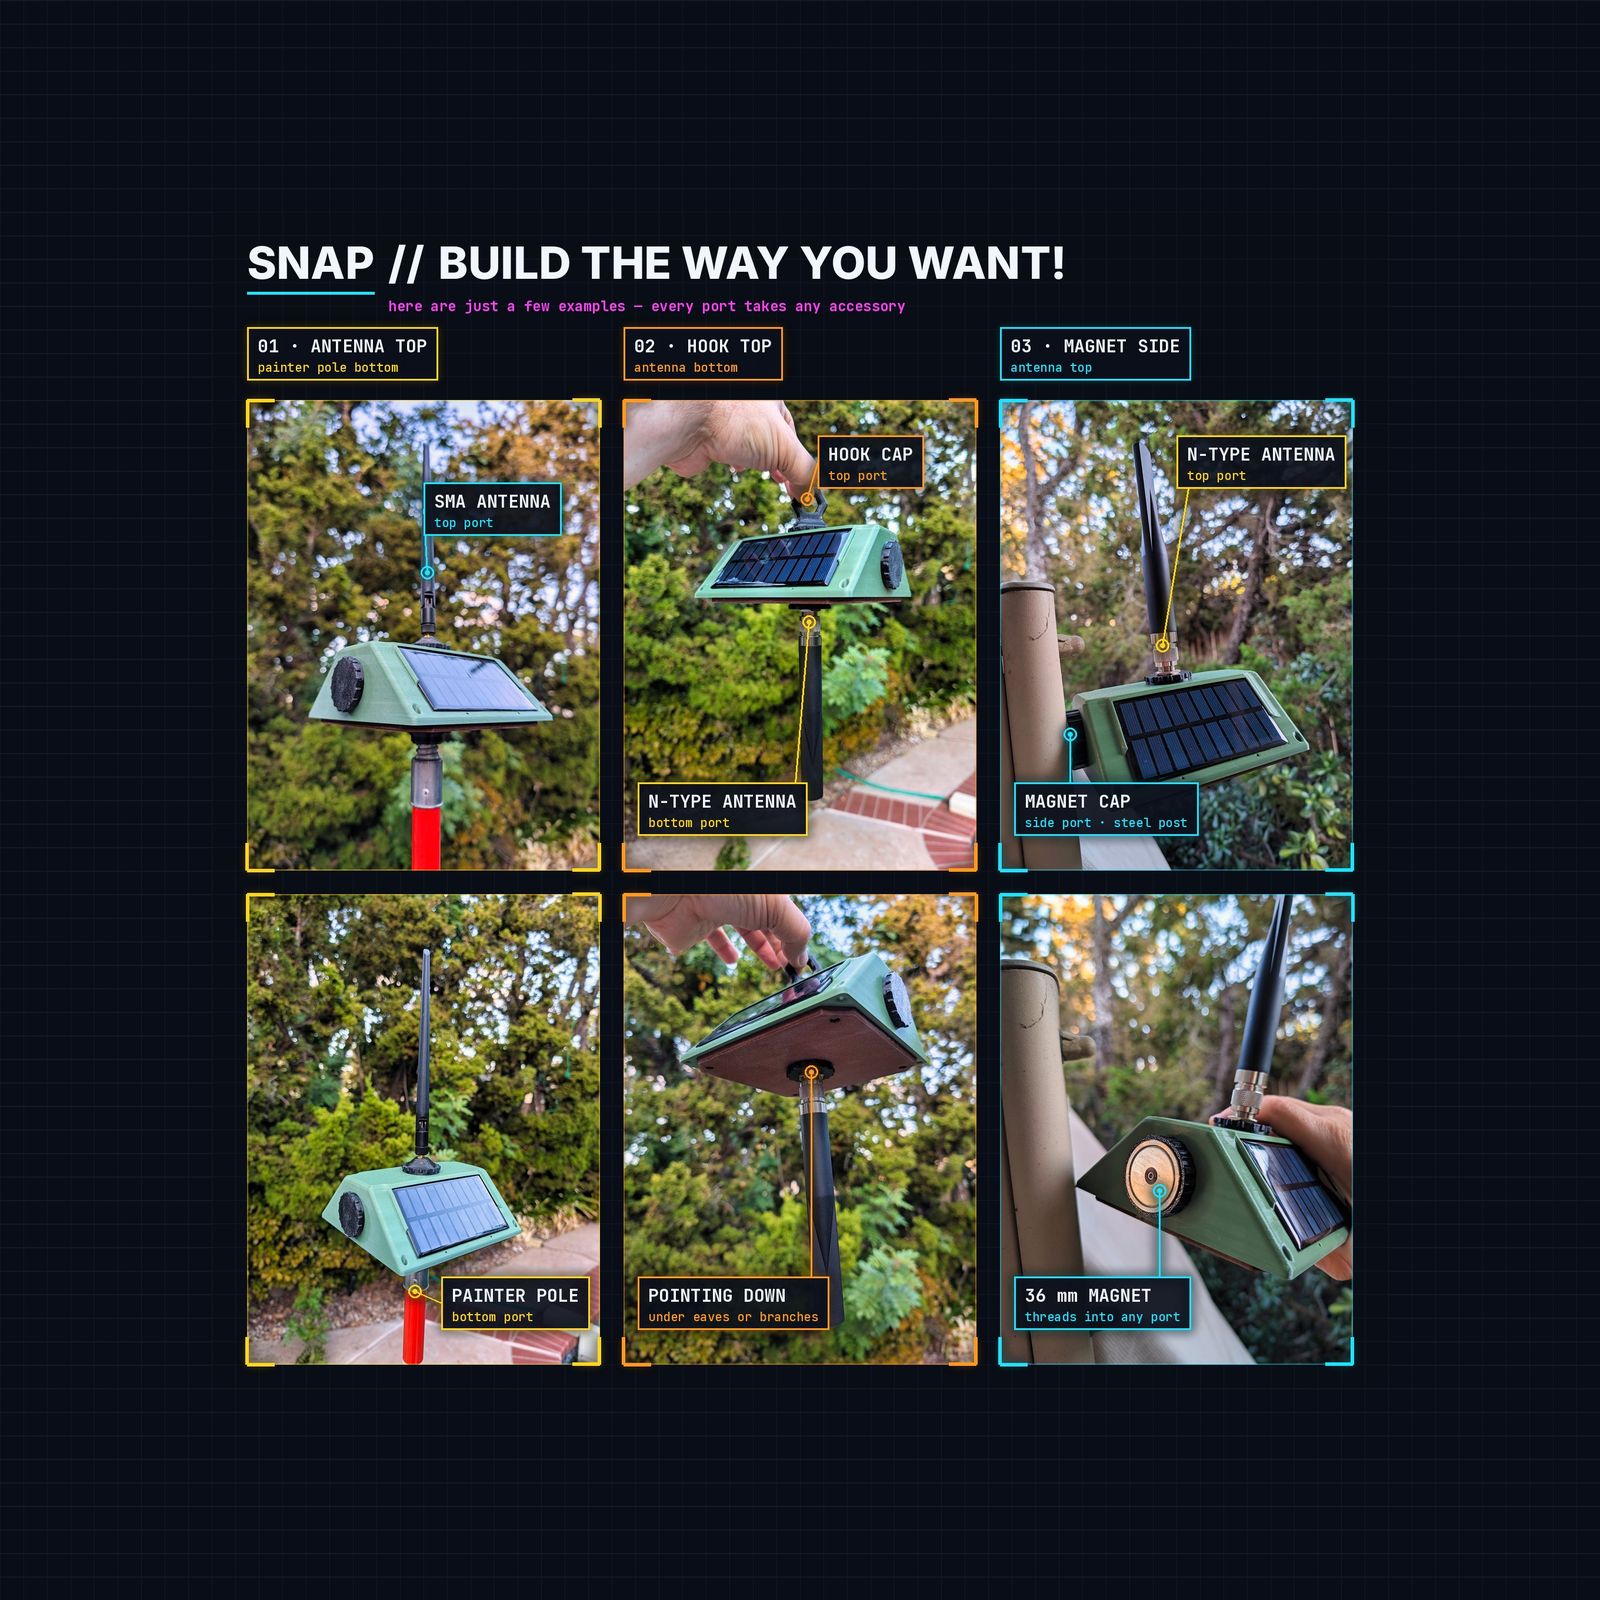 SNAP // BUILD THE WAY YOU WANT!
here are just a few examples — every port takes any accessory
01 · ANTENNA TOP
painter pole bottom
02 · HOOK TOP
antenna bottom
03 · MAGNET SIDE
antenna top
SMA ANTENNA
top port
HOOK CAP
top port
N-TYPE ANTENNA
bottom port
N-TYPE ANTENNA
top port
MAGNET CAP
side port · steel post
PAINTER POLE
bottom port
POINTING DOWN
under eaves or branches
36 mm MAGNET
threads into any port